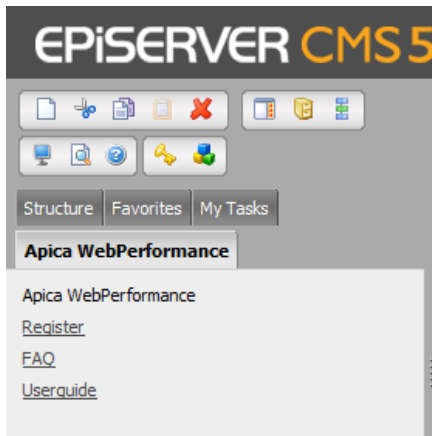 EPiSERVER CMS 5
Structure Favorites My Tasks
Apica WebPerformance
Apica WebPerformance
Register
FAQ
Userguide